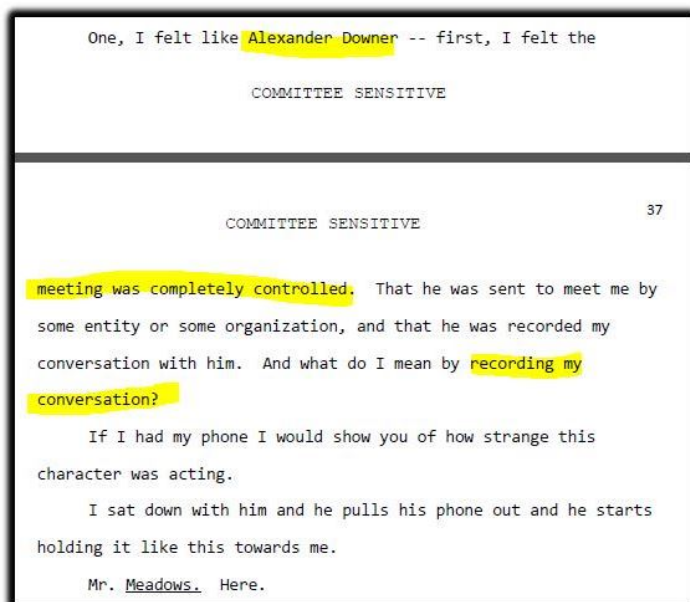 One, I felt like Alexander Downer -- first, I felt the
COMMITTEE SENSITIVE
37
COMMITTEE SENSITIVE
meeting was completely controlled. That he was sent to meet me by
some entity or some organization, and that he was recorded my
conversation with him. And what do I mean by recording my
conversation?
If I had my phone I would show you of how strange this
character was acting.
I sat down with him and he pulls his phone out and he starts
holding it like this towards me.
Mr. Meadows. Here.